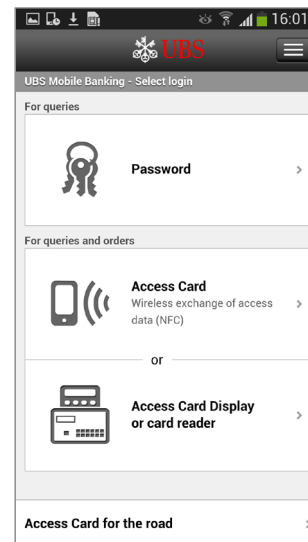 16:01
UBS
UBS Mobile Banking - Select login
For queries
Password
For queries and orders
Access Card
Wireless exchange of access
data (NFC)
or
Access Card Display
or card reader
Access Card for the road